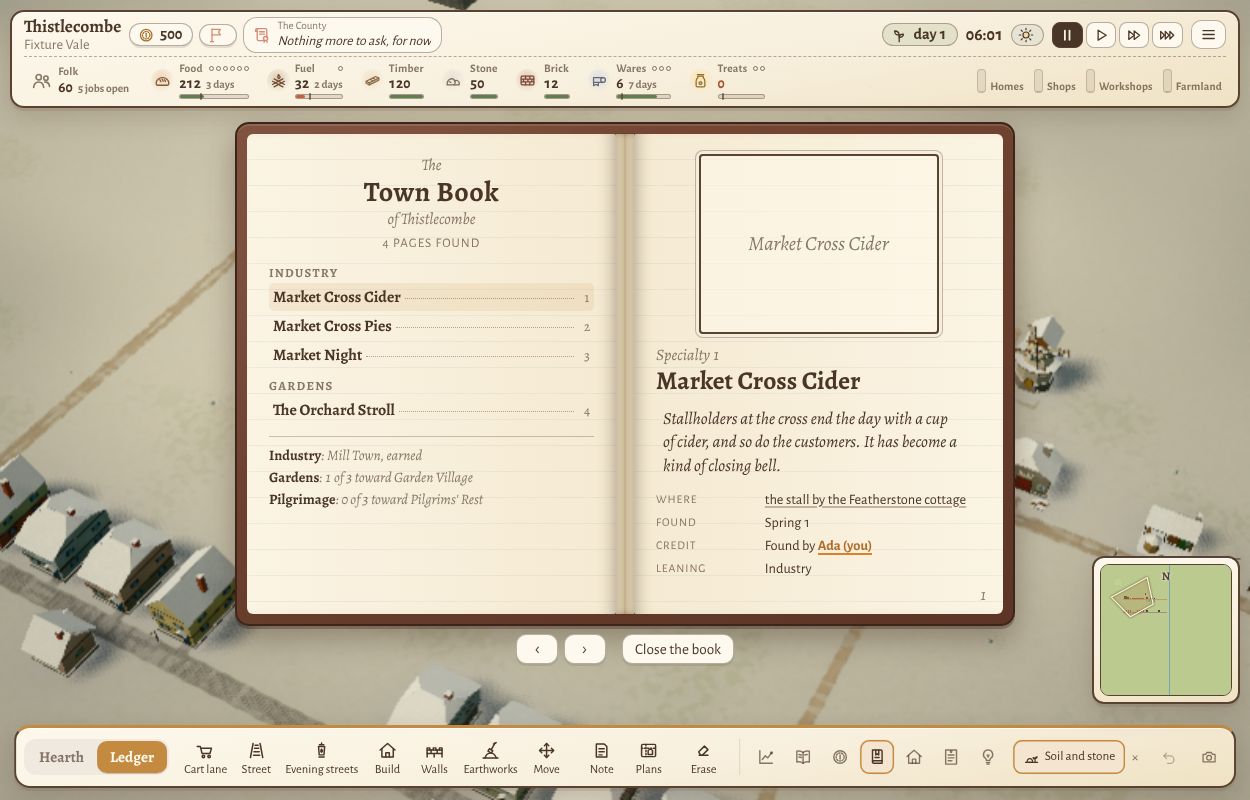 Thistlecombe
Fixture Vale
500
The County
Nothing more to ask, for now
day 1
06:01
Folk
60 5 jobs open
Food
212 3 days
Fuel
32 2 days
Timber
120
Stone
50
Brick
12
Wares
6 7 days
Treats
0
Homes
Shops
Workshops
Farmland
The
Town Book
of Thistlecombe
4 PAGES FOUND
INDUSTRY
Market Cross Cider 1
Market Cross Pies 2
Market Night 3
GARDENS
The Orchard Stroll 4
Industry: Mill Town, earned
Gardens: 1 of 3 toward Garden Village
Pilgrimage: 0 of 3 toward Pilgrims' Rest
Market Cross Cider
Specialty 1
Market Cross Cider
Stallholders at the cross end the day with a cup
of cider, and so do the customers. It has become a
kind of closing bell.
WHERE the stall by the Featherstone cottage
FOUND Spring 1
CREDIT Found by Ada (you)
LEANING Industry
1
‹ › Close the book
N
Hearth
Ledger
Cart lane
Street
Evening streets
Build
Walls
Earthworks
Move
Note
Plans
Erase
Soil and stone
×